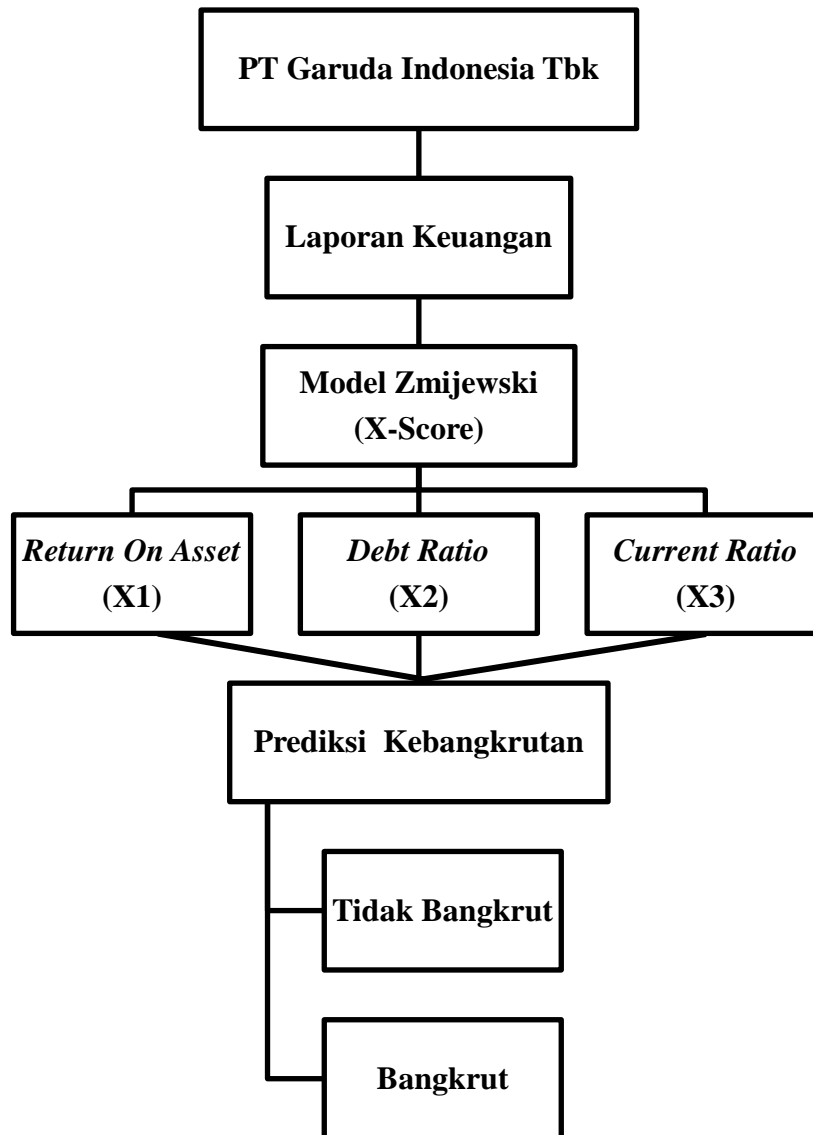 PT Garuda Indonesia Tbk
Laporan Keuangan
Model Zmijewski
(X-Score)
Return On Asset
(X1)
Debt Ratio
(X2)
Current Ratio
(X3)
Prediksi Kebangkrutan
Tidak Bangkrut
Bangkrut